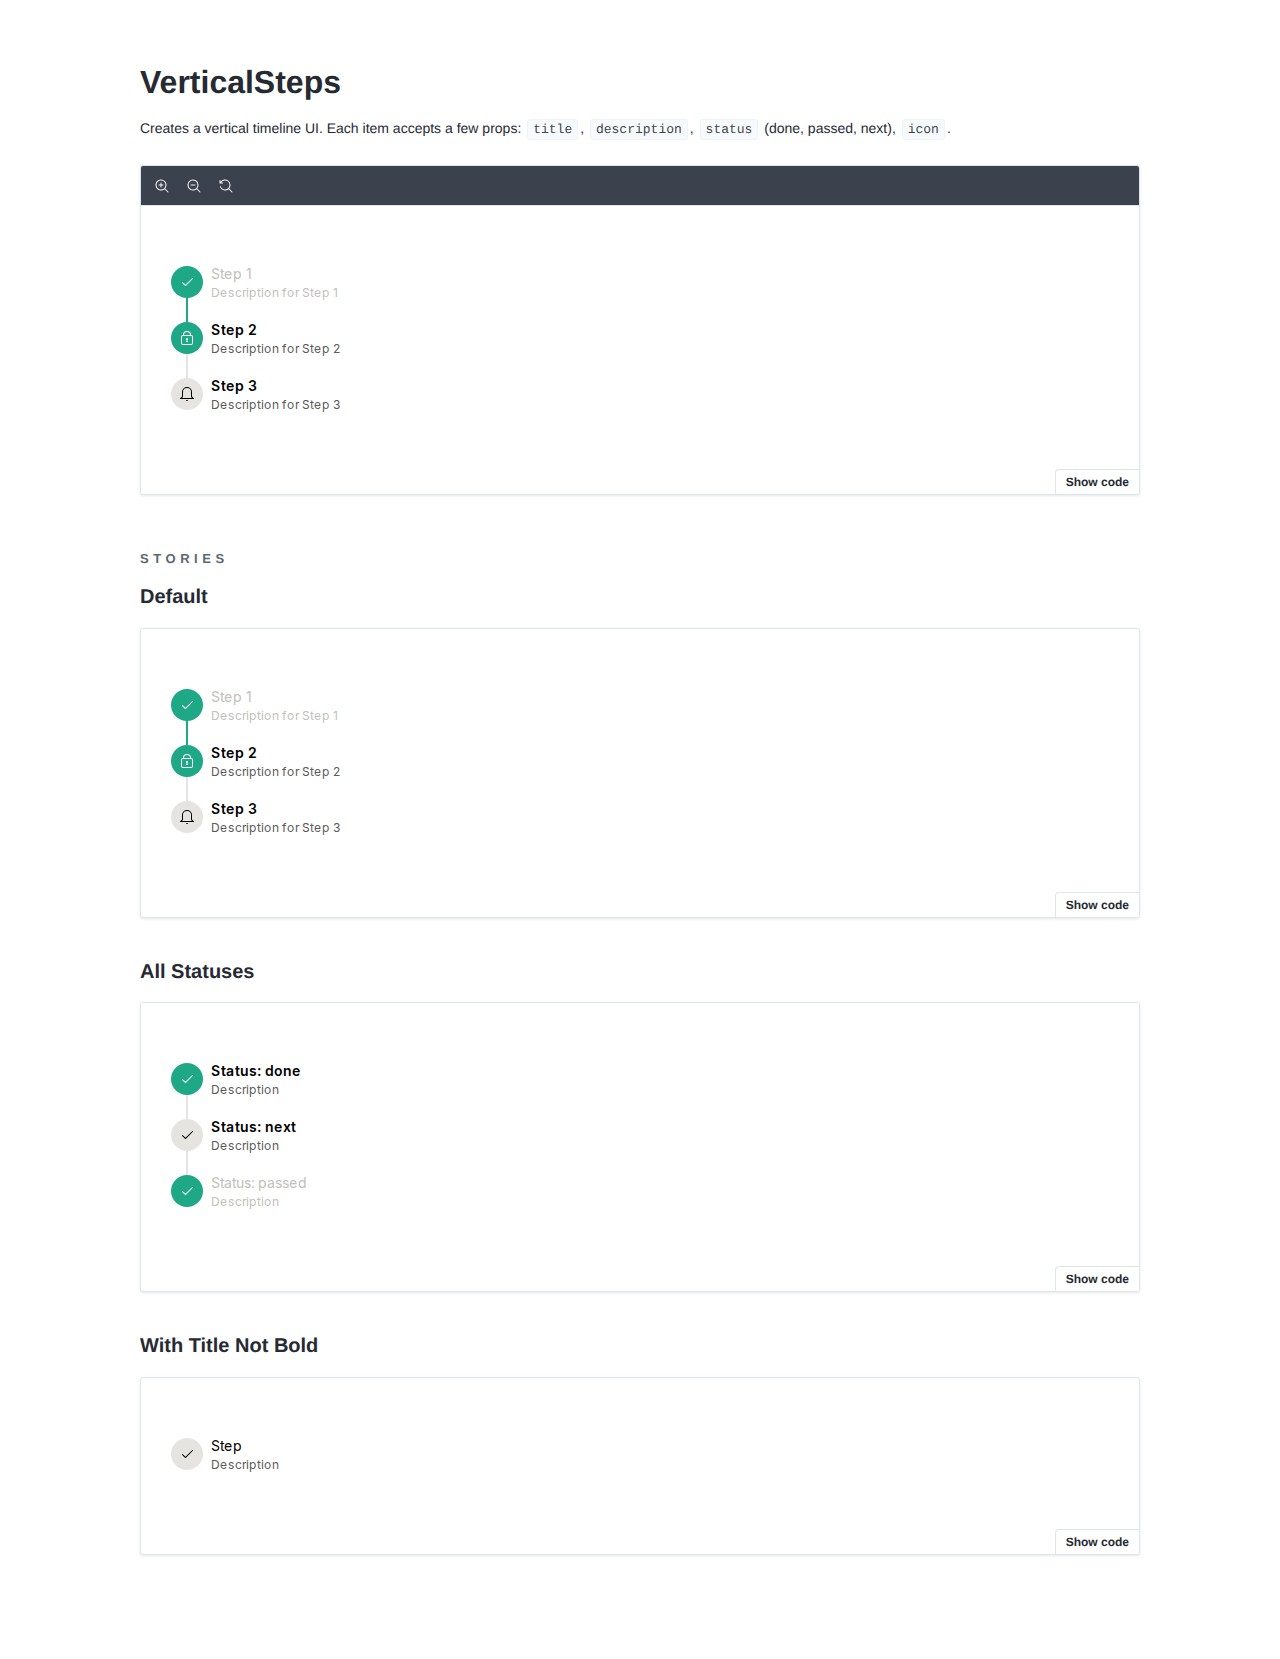 VerticalSteps
Creates a vertical timeline UI. Each item accepts a few props: title, description, status (done, passed, next), icon.
Step 1
Description for Step 1
Step 2
Description for Step 2
Step 3
Description for Step 3
Show code
STORIES
Default
Step 1
Description for Step 1
Step 2
Description for Step 2
Step 3
Description for Step 3
Show code
All Statuses
Status: done
Description
Status: next
Description
Status: passed
Description
Show code
With Title Not Bold
Step
Description
Show code